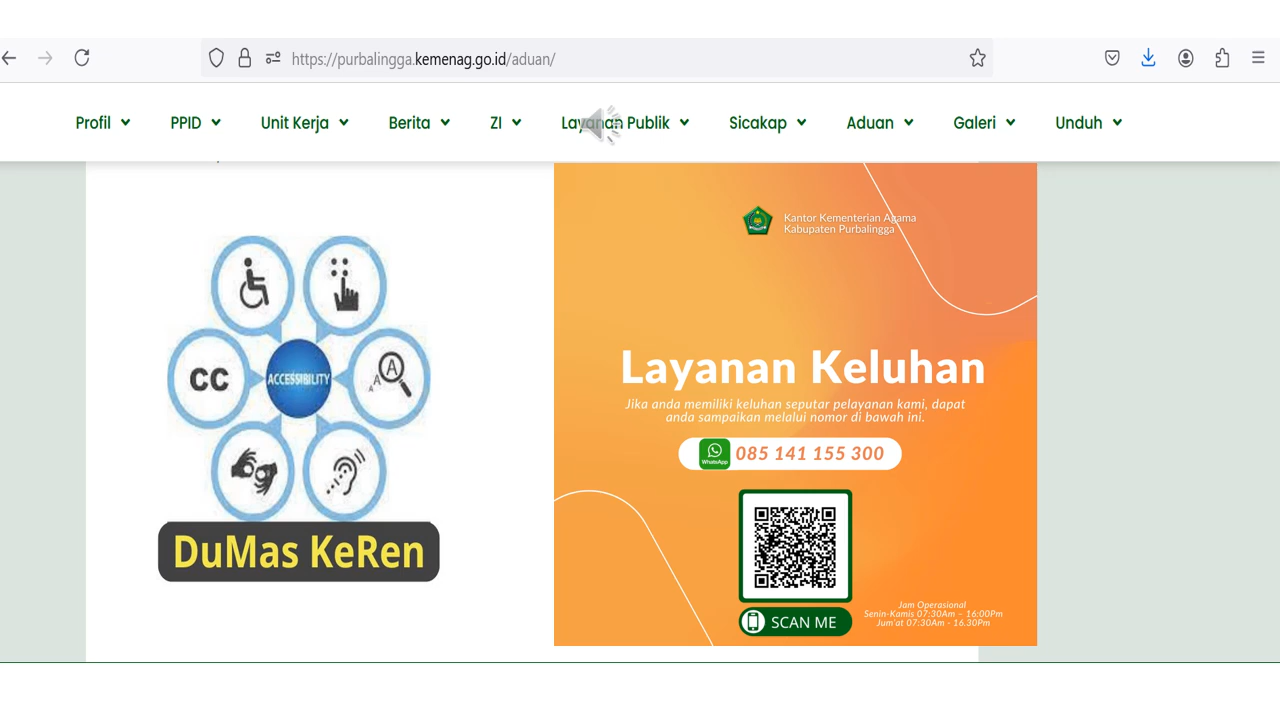 https://purbalingga.kemenag.go.id/aduan/
Profil PPID Unit Kerja Berita ZI Layanan Publik Sicakap Aduan Galeri Unduh
CC
ACCESSIBILITY
A A A
DuMas KeRen
Kantor Kementerian Agama
Kabupaten Purbalingga
Layanan Keluhan
Jika anda memiliki keluhan seputar pelayanan kami, dapat
anda sampaikan melalui nomor di bawah ini.
WhatsApp
085 141 155 300
SCAN ME
Jam Operasional
Senin-Kamis 07:30Am – 16:00Pm
Jum'at 07:30Am - 16.30Pm